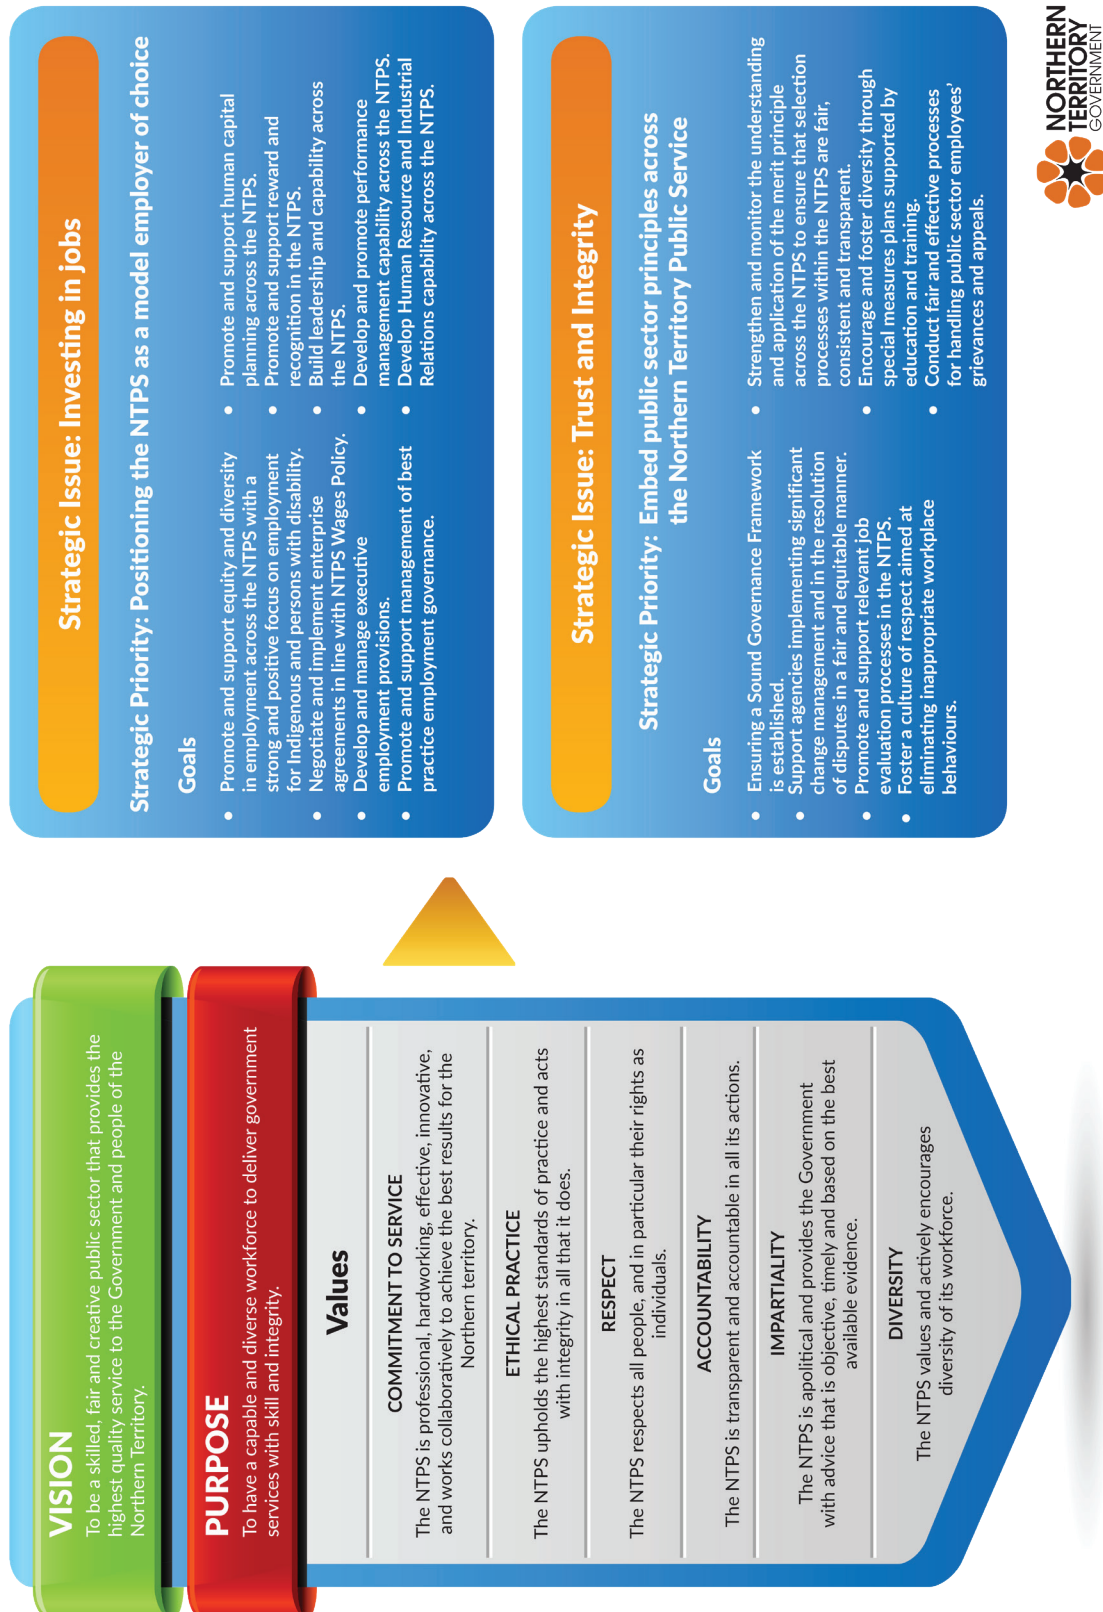 VISION
To be a skilled, fair and creative public sector that provides the
highest quality service to the Government and people of the
Northern Territory.
PURPOSE
To have a capable and diverse workforce to deliver government
services with skill and integrity.
Values
COMMITMENT TO SERVICE
The NTPS is professional, hardworking, effective, innovative,
and works collaboratively to achieve the best results for the
Northern territory.
ETHICAL PRACTICE
The NTPS upholds the highest standards of practice and acts
with integrity in all that it does.
RESPECT
The NTPS respects all people, and in particular their rights as
individuals.
ACCOUNTABILITY
The NTPS is transparent and accountable in all its actions.
IMPARTIALITY
The NTPS is apolitical and provides the Government
with advice that is objective, timely and based on the best
available evidence.
DIVERSITY
The NTPS values and actively encourages
diversity of its workforce.
Strategic Issue: Investing in jobs
Strategic Priority: Positioning the NTPS as a model employer of choice
Goals
• Promote and support equity and diversity
in employment across the NTPS with a
strong and positive focus on employment
for Indigenous and persons with disability.
• Negotiate and implement enterprise
agreements in line with NTPS Wages Policy.
• Develop and manage executive
employment provisions.
• Promote and support management of best
practice employment governance.
• Promote and support human capital
planning across the NTPS.
• Promote and support reward and
recognition in the NTPS.
• Build leadership and capability across
the NTPS.
• Develop and promote performance
management capability across the NTPS.
• Develop Human Resource and Industrial
Relations capability across the NTPS.
Strategic Issue: Trust and Integrity
Strategic Priority: Embed public sector principles across
the Northern Territory Public Service
Goals
• Ensuring a Sound Governance Framework
is established.
• Support agencies implementing significant
change management and in the resolution
of disputes in a fair and equitable manner.
• Promote and support relevant job
evaluation processes in the NTPS.
• Foster a culture of respect aimed at
eliminating inappropriate workplace
behaviours.
• Strengthen and monitor the understanding
and application of the merit principle
across the NTPS to ensure that selection
processes within the NTPS are fair,
consistent and transparent.
• Encourage and foster diversity through
special measures plans supported by
education and training.
• Conduct fair and effective processes
for handling public sector employees'
grievances and appeals.
NORTHERN
TERRITORY
GOVERNMENT